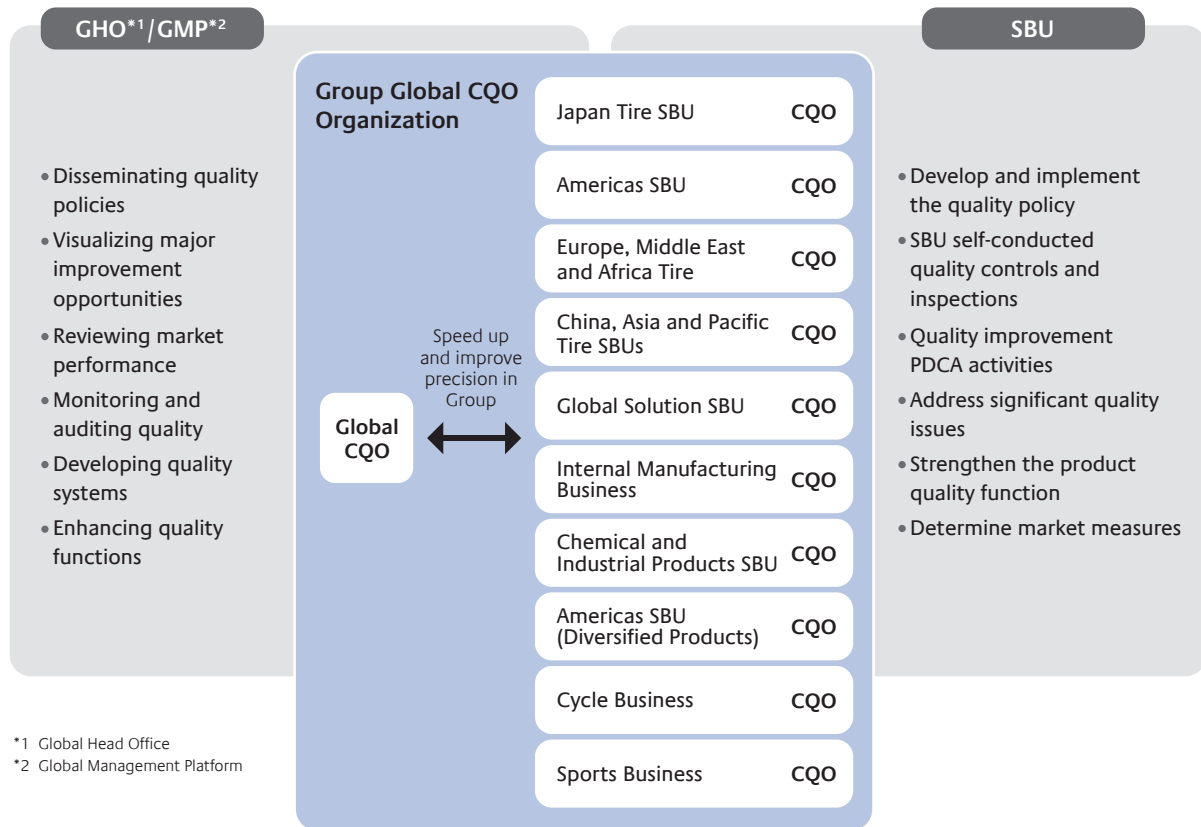 GHO*1/GMP*2
• Disseminating quality
policies
• Visualizing major
improvement
opportunities
• Reviewing market
performance
• Monitoring and
auditing quality
• Developing quality
systems
• Enhancing quality
functions
Group Global CQO
Organization
Global
CQO
Speed up
and improve
precision in
Group
Japan Tire SBU CQO
Americas SBU CQO
Europe, Middle East
and Africa Tire CQO
China, Asia and Pacific
Tire SBUs CQO
Global Solution SBU CQO
Internal Manufacturing
Business CQO
Chemical and
Industrial Products SBU CQO
Americas SBU
(Diversified Products) CQO
Cycle Business CQO
Sports Business CQO
SBU
• Develop and implement
the quality policy
• SBU self-conducted
quality controls and
inspections
• Quality improvement
PDCA activities
• Address significant quality
issues
• Strengthen the product
quality function
• Determine market measures
*1 Global Head Office
*2 Global Management Platform